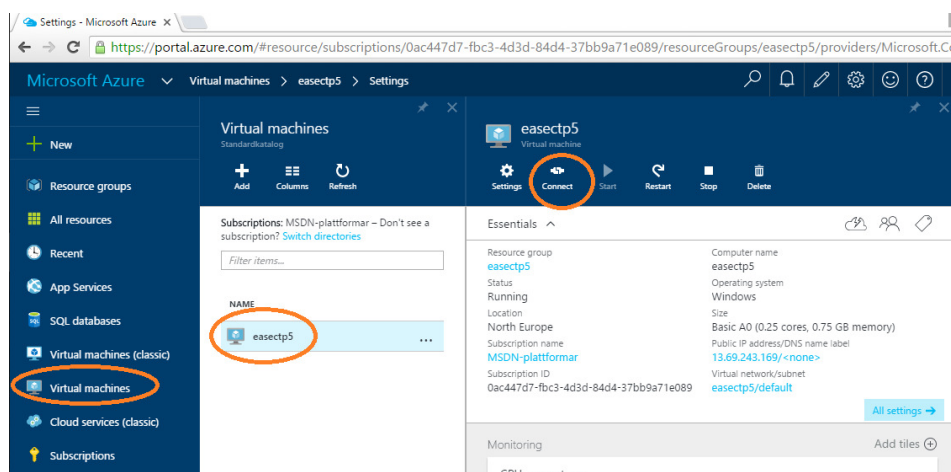 Settings - Microsoft Azure
https://portal.azure.com/#resource/subscriptions/0ac447d7-fbc3-4d3d-84d4-37bb9a71e089/resourceGroups/easectp5/providers/Microsoft.Co
Microsoft Azure Virtual machines > easectp5 > Settings
New
Resource groups
All resources
Recent
App Services
SQL databases
Virtual machines (classic)
Virtual machines
Cloud services (classic)
Subscriptions
Virtual machines
Standardkatalog
Add Columns Refresh
Subscriptions: MSDN-plattformar – Don't see a
subscription? Switch directories
Filter items...
NAME
easectp5 ...
easectp5
Virtual machine
Settings Connect Start Restart Stop Delete
Essentials
Resource group
easectp5
Status
Running
Location
North Europe
Subscription name
MSDN-plattformar
Subscription ID
0ac447d7-fbc3-4d3d-84d4-37bb9a71e089
Computer name
easectp5
Operating system
Windows
Size
Basic A0 (0.25 cores, 0.75 GB memory)
Public IP address/DNS name label
13.69.243.169/<none>
Virtual network/subnet
easectp5/default
All settings →
Monitoring
Add tiles